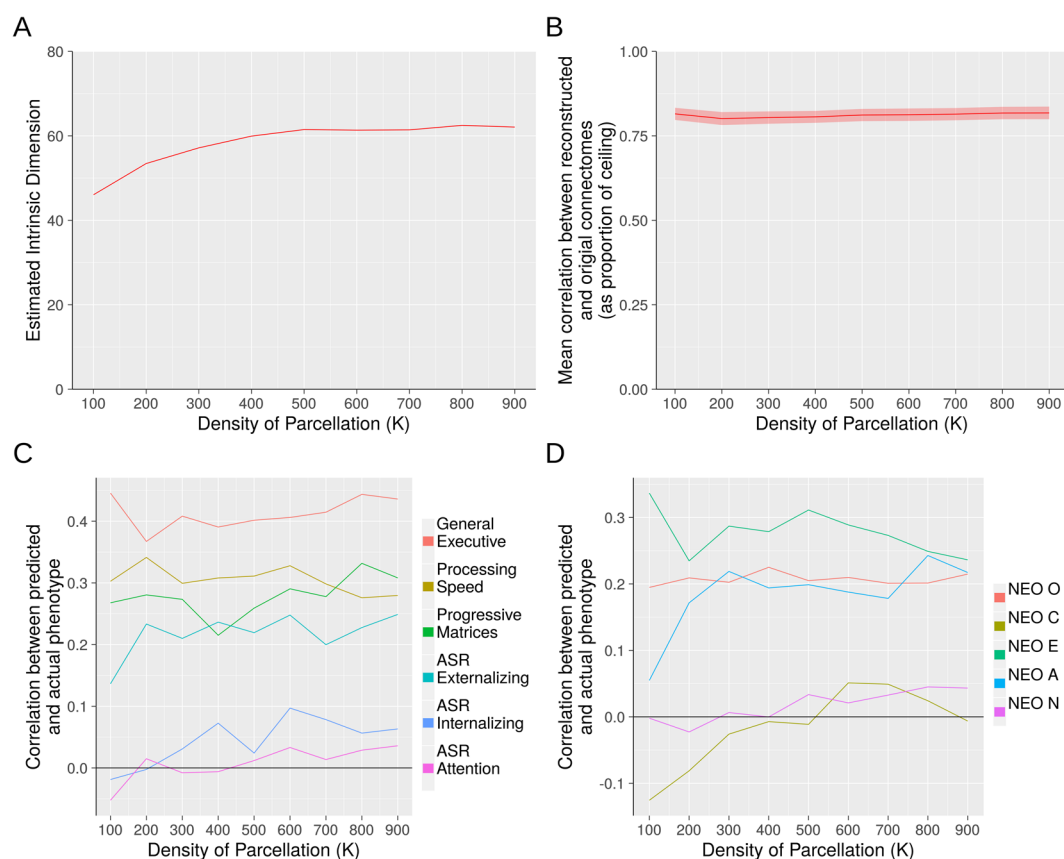 A
Estimated Intrinsic Dimension
80
60
40
20
0
100 200 300 400 500 600 700 800 900
Density of Parcellation (K)
B
Mean correlation between reconstructed
and origial connectomes
(as proportion of ceiling)
1.00
0.75
0.50
0.25
0.00
100 200 300 400 500 600 700 800 900
Density of Parcellation (K)
C
Correlation between predicted
and actual phenotype
0.4
0.3
0.2
0.1
0.0
100 200 300 400 500 600 700 800 900
Density of Parcellation (K)
General
Executive
Processing
Speed
Progressive
Matrices
ASR
Externalizing
ASR
Internalizing
ASR
Attention
D
Correlation between predicted
and actual phenotype
0.3
0.2
0.1
0.0
-0.1
100 200 300 400 500 600 700 800 900
Density of Parcellation (K)
NEO O
NEO C
NEO E
NEO A
NEO N